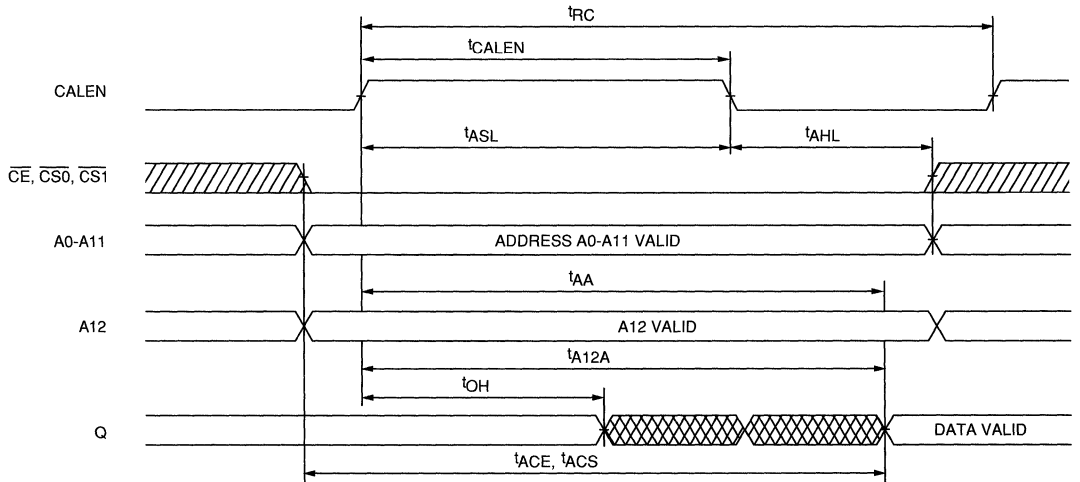 tRC
tCALEN
CALEN
tASL
tAHL
CE, CS0, CS1
A0-A11
ADDRESS A0-A11 VALID
tAA
A12
A12 VALID
tA12A
tOH
Q
DATA VALID
tACE, tACS